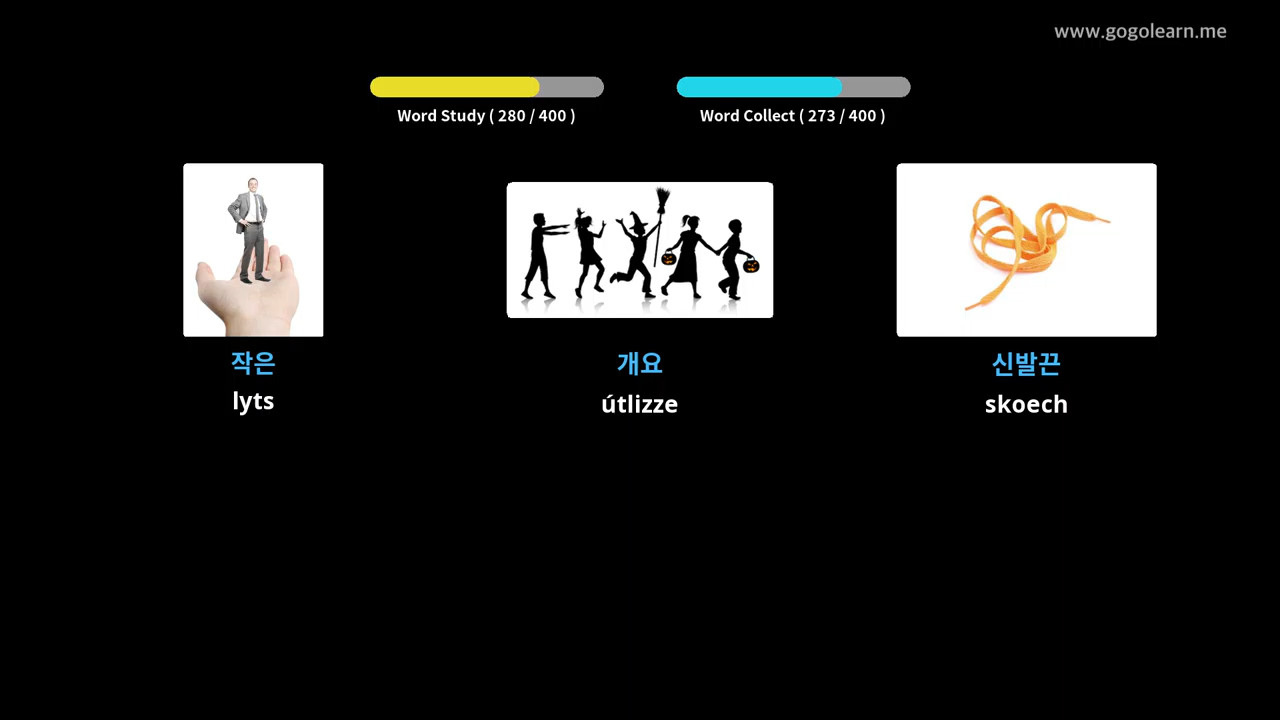 www.gogolearn.me
Word Study ( 280 / 400 )
Word Collect ( 273 / 400 )
작은
개요
신발끈
lyts
útlizze
skoech